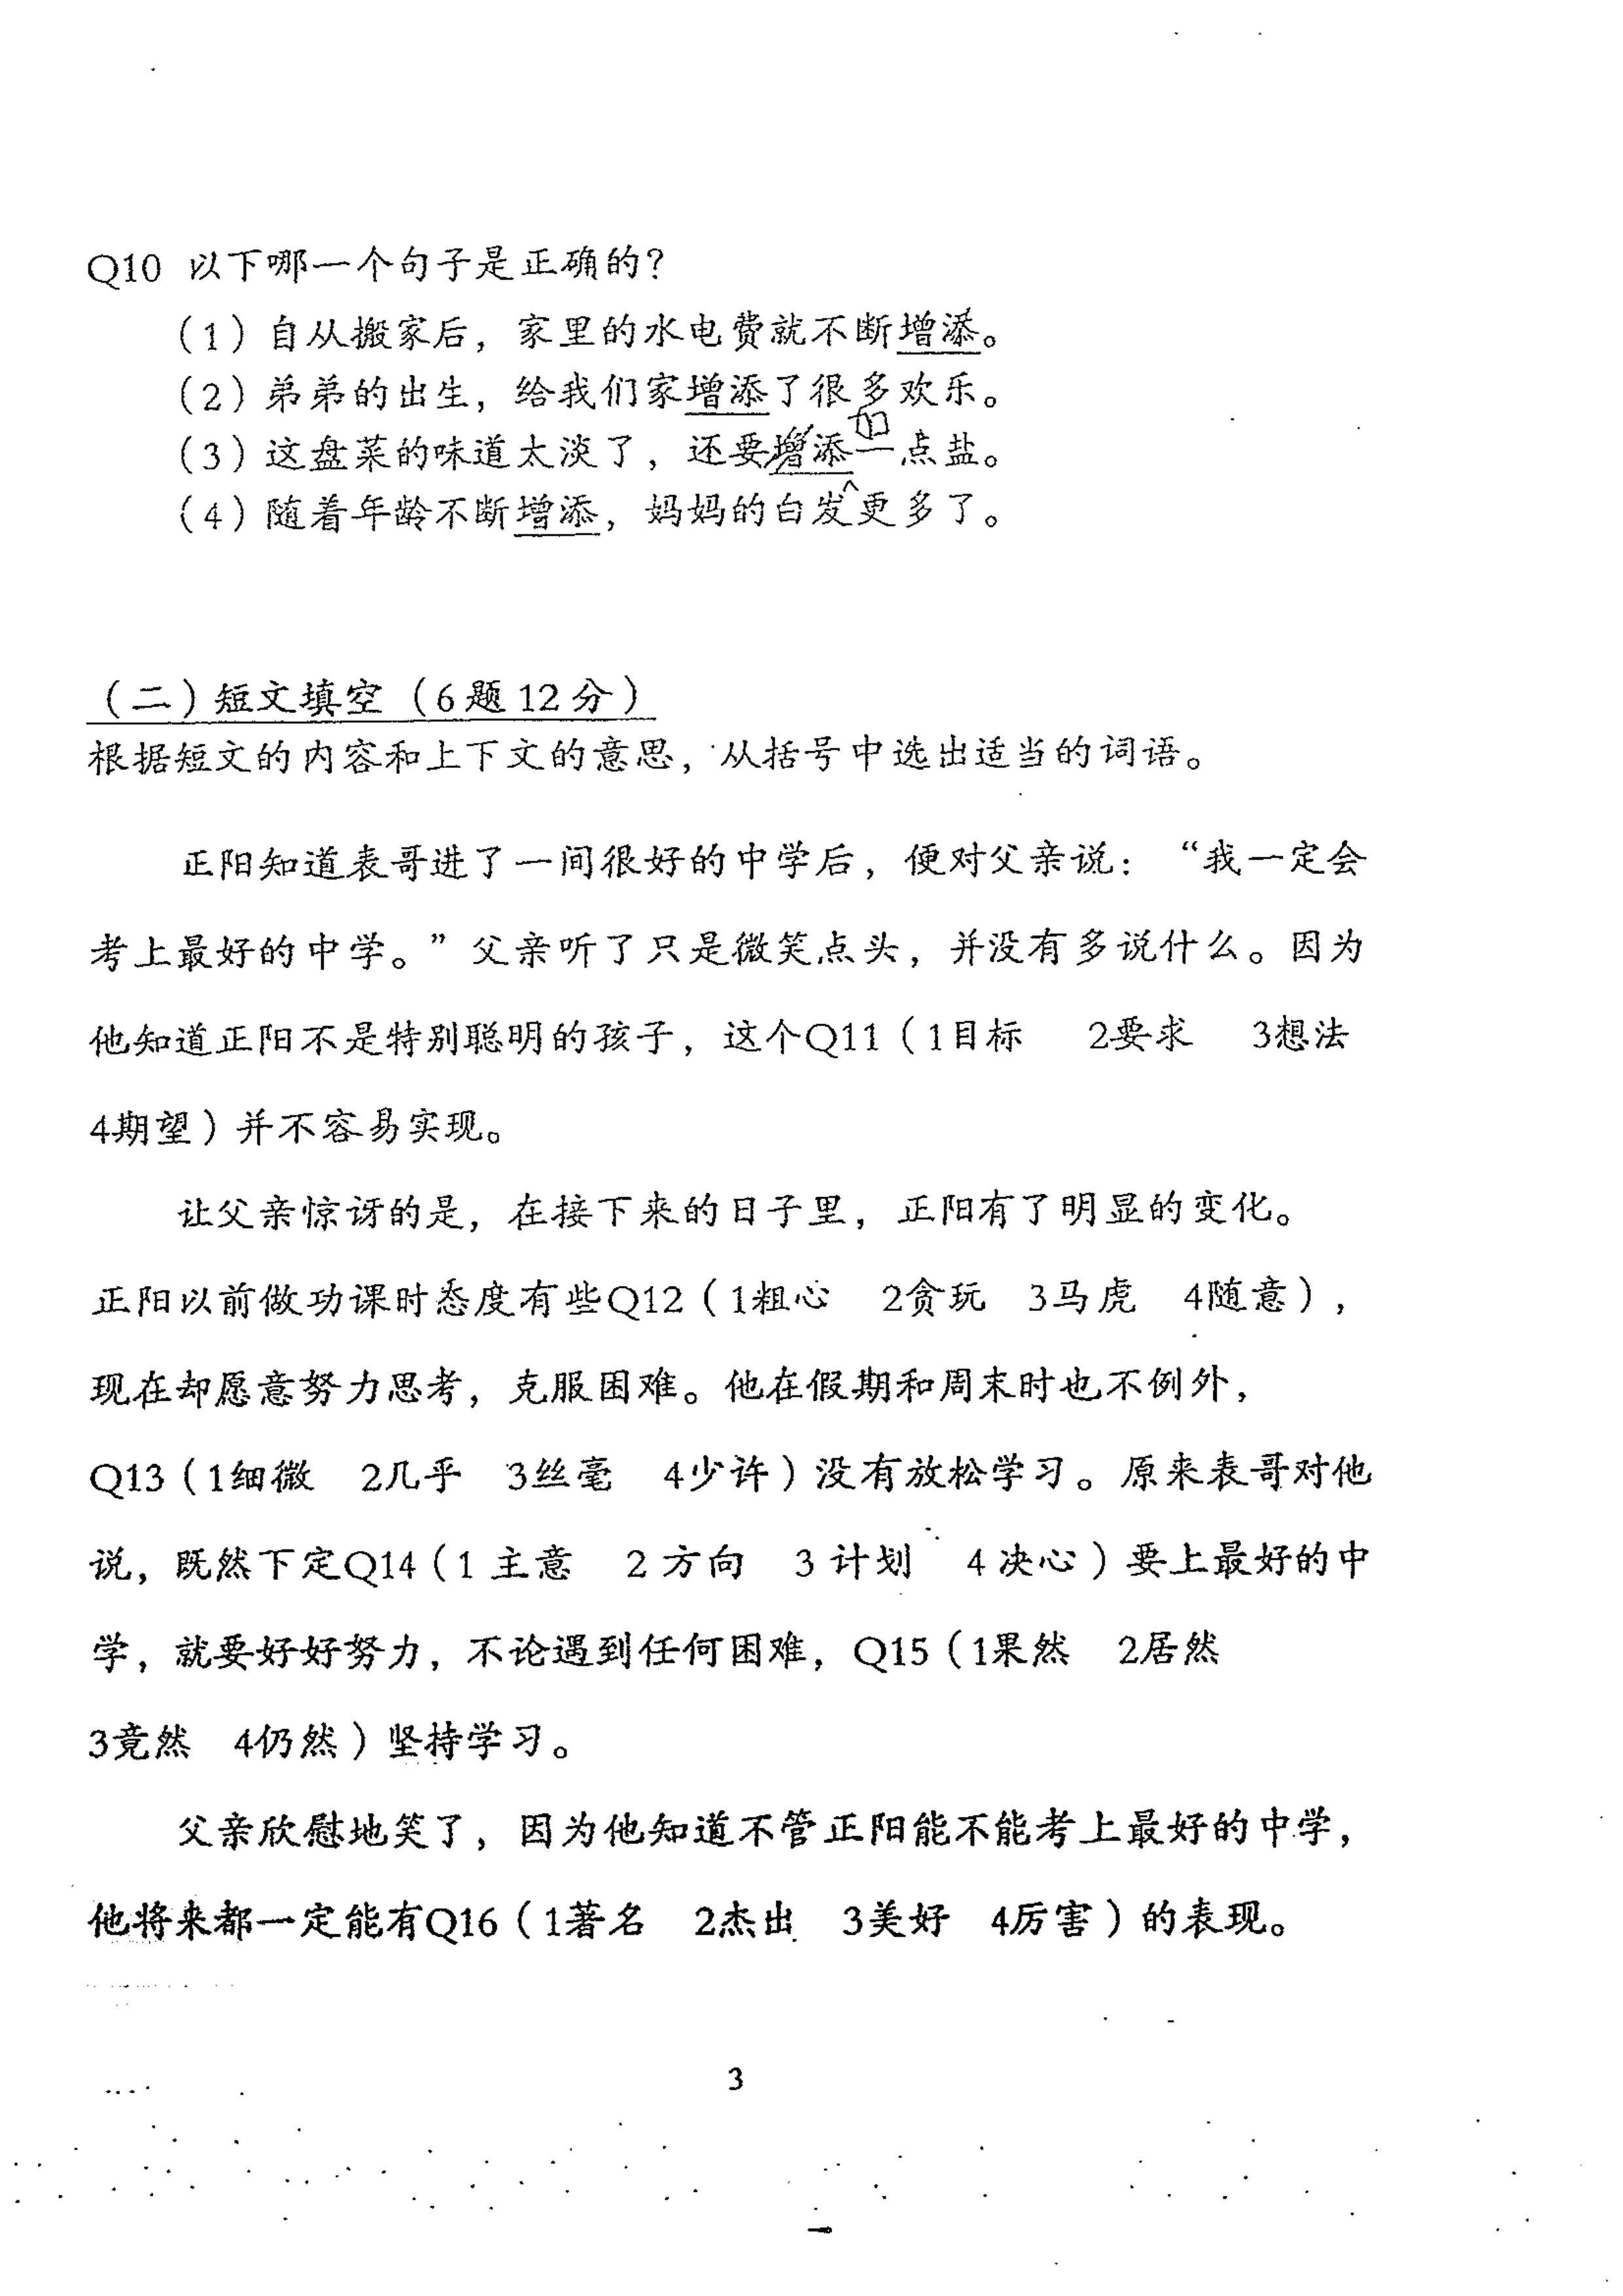 Q10 以下哪一个句子是正确的？
（1）自从搬家后，家里的水电费就不断增添。
（2）弟弟的出生，给我们家增添了很多欢乐。
加
（3）这盘菜的味道太淡了，还要增添一点盐。
（4）随着年龄不断增添，妈妈的白发更多了。
（二）短文填空（6题12分）
根据短文的内容和上下文的意思，从括号中选出适当的词语。
正阳知道表哥进了一间很好的中学后，便对父亲说：“我一定会
考上最好的中学。”父亲听了只是微笑点头，并没有多说什么。因为
他知道正阳不是特别聪明的孩子，这个Q11（1目标 2要求 3想法
4期望）并不容易实现。
让父亲惊讶的是，在接下来的日子里，正阳有了明显的变化。
正阳以前做功课时态度有些Q12（1粗心 2贪玩 3马虎 4随意），
现在却愿意努力思考，克服困难。他在假期和周末时也不例外，
Q13（1细微 2几乎 3丝毫 4少许）没有放松学习。原来表哥对他
说，既然下定Q14（1 主意 2 方向 3 计划 4 决心）要上最好的中
学，就要好好努力，不论遇到任何困难，Q15（1果然 2居然
3竟然 4仍然）坚持学习。
父亲欣慰地笑了，因为他知道不管正阳能不能考上最好的中学，
他将来都一定能有Q16（1著名 2杰出 3美好 4厉害）的表现。
3